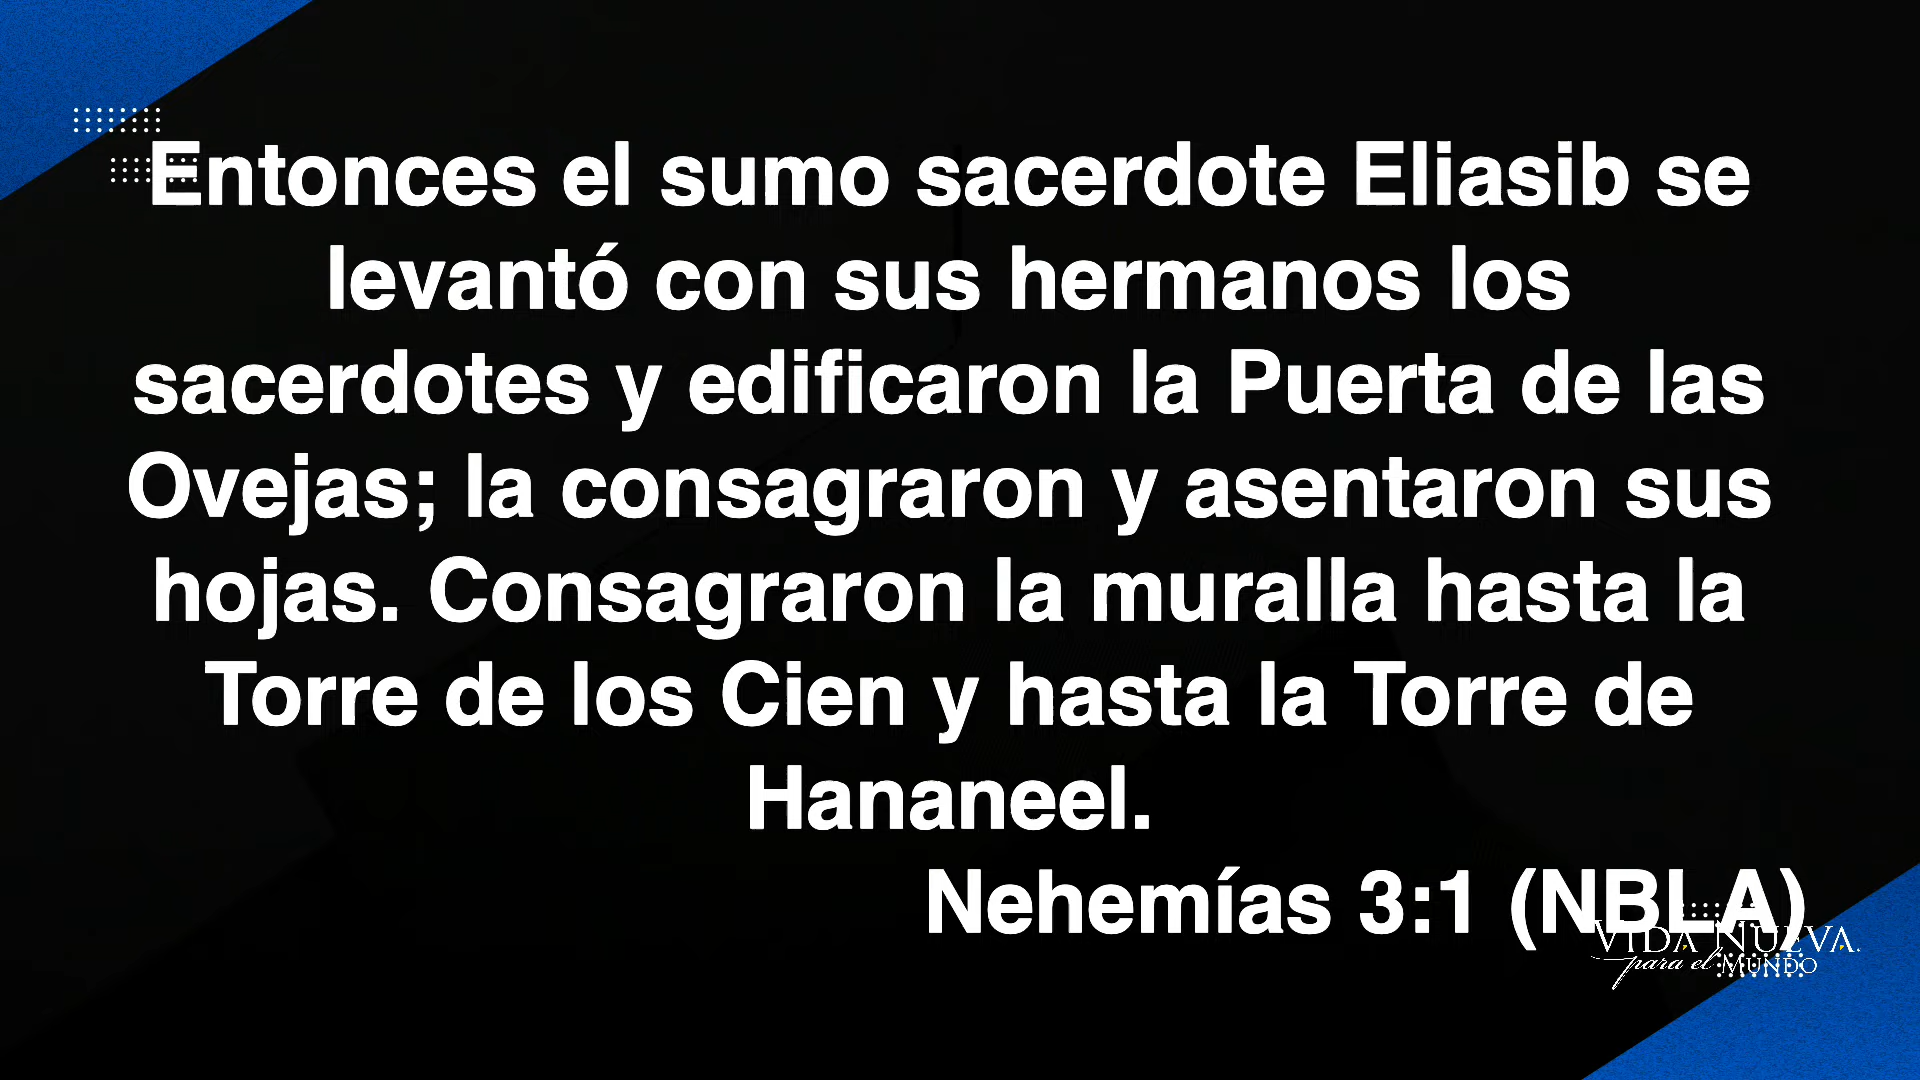 Entonces el sumo sacerdote Eliasib se
levantó con sus hermanos los
sacerdotes y edificaron la Puerta de las
Ovejas; la consagraron y asentaron sus
hojas. Consagraron la muralla hasta la
Torre de los Cien y hasta la Torre de
Hananeel.
Nehemías 3:1 (NBLA)
VIDA NUEVA
para el MUNDO